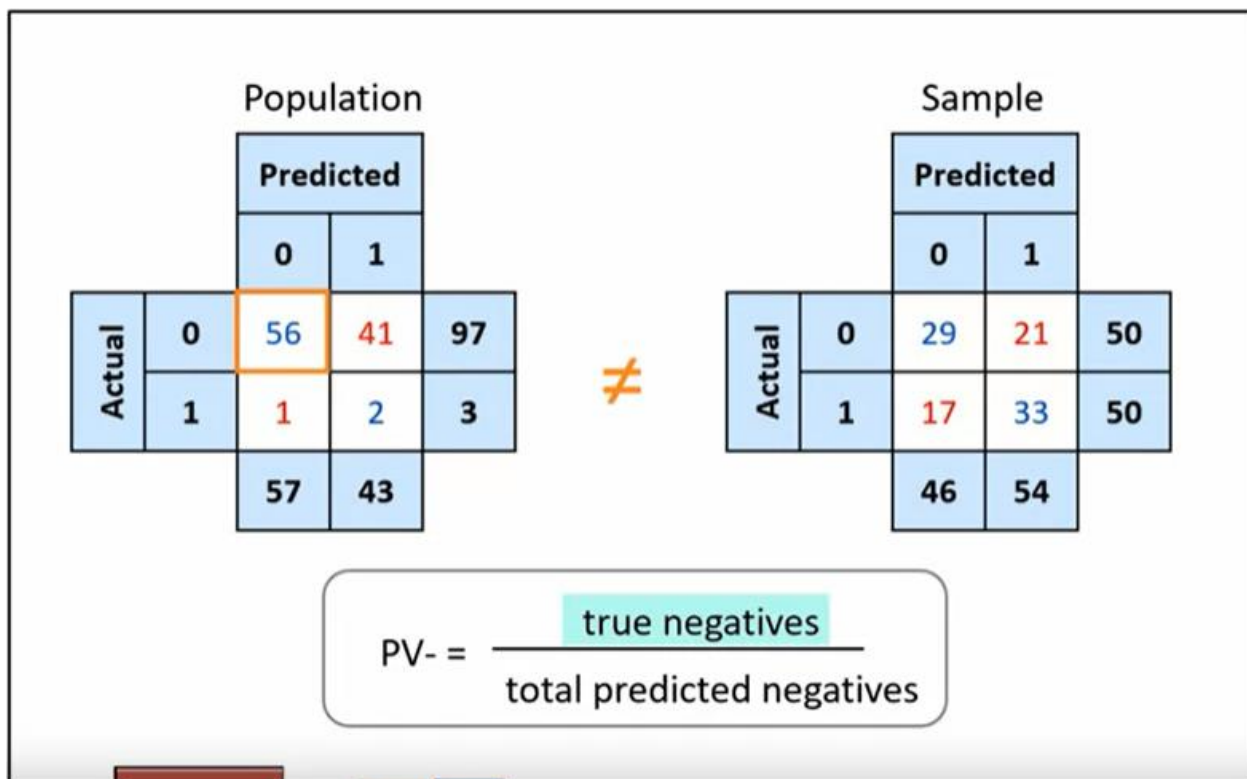 Population Sample
Predicted Predicted
0 1 0 1
Actual 0 56 41 97 ≠ Actual 0 29 21 50
1 1 2 3 1 17 33 50
57 43 46 54
true negatives
PV- =
total predicted negatives